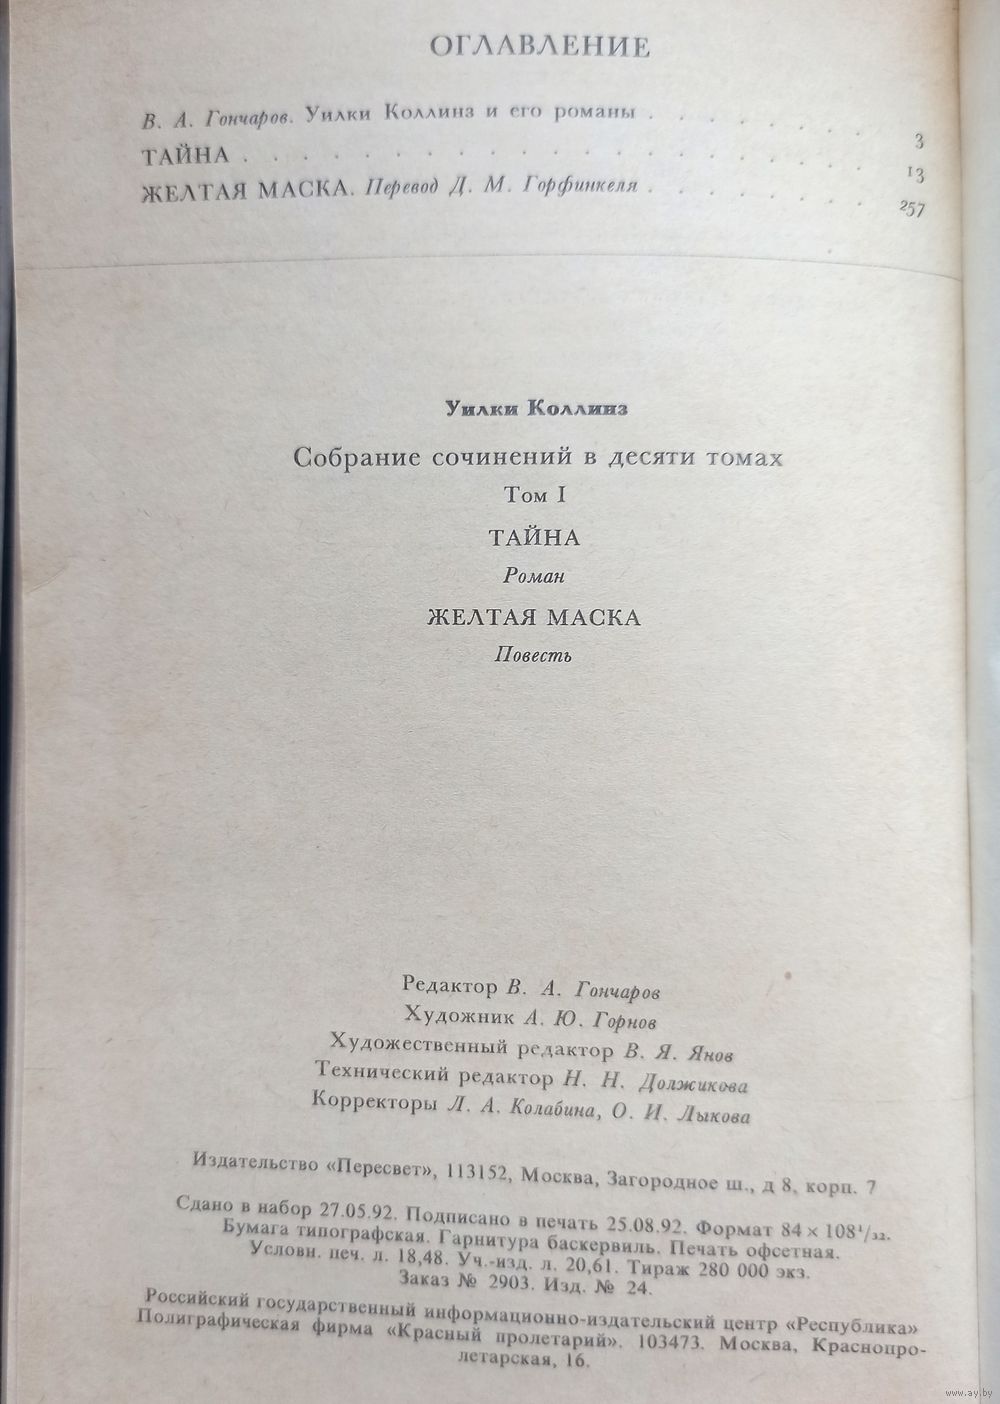 ОГЛАВЛЕНИЕ
В. А. Гончаров. Уилки Коллинз и его романы . . . . . . . . 3
ТАЙНА . . . . . . . . . . . . . . . . . . . . . 13
ЖЕЛТАЯ МАСКА. Перевод Д. М. Горфинкеля . . . . . . . . 257
Уилки Коллинз
Собрание сочинений в десяти томах
Том I
ТАЙНА
Роман
ЖЕЛТАЯ МАСКА
Повесть
Редактор В. А. Гончаров
Художник А. Ю. Горнов
Художественный редактор В. Я. Янов
Технический редактор Н. Н. Должикова
Корректоры Л. А. Колабина, О. И. Лыкова
Издательство «Пересвет», 113152, Москва, Загородное ш., д 8, корп. 7
Сдано в набор 27.05.92. Подписано в печать 25.08.92. Формат 84 × 108 1/32.
Бумага типографская. Гарнитура баскервиль. Печать офсетная.
Условн. печ. л. 18,48. Уч.-изд. л. 20,61. Тираж 280 000 экз.
Заказ № 2903. Изд. № 24.
Российский государственный информационно-издательский центр «Республика»
Полиграфическая фирма «Красный пролетарий». 103473. Москва, Краснопро-
летарская, 16.
www.ay.by